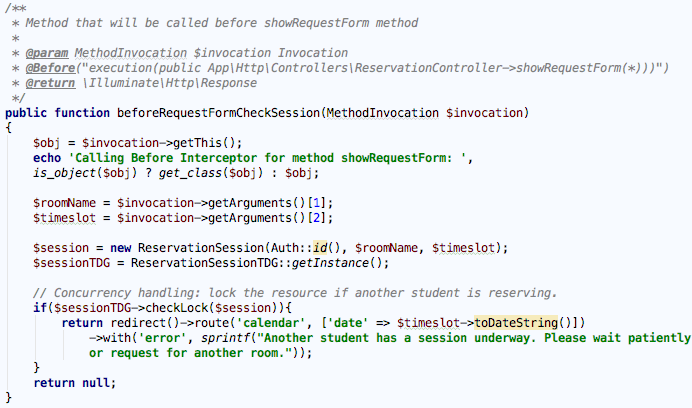 /**
 * Method that will be called before showRequestForm method
 *
 * @param MethodInvocation $invocation Invocation
 * @Before("execution(public App\Http\Controllers\ReservationController->showRequestForm(*)))")
 * @return \Illuminate\Http\Response
 */
public function beforeRequestFormCheckSession(MethodInvocation $invocation)
{
    $obj = $invocation->getThis();
    echo 'Calling Before Interceptor for method showRequestForm: ',
    is_object($obj) ? get_class($obj) : $obj;

    $roomName = $invocation->getArguments()[1];
    $timeslot = $invocation->getArguments()[2];

    $session = new ReservationSession(Auth::id(), $roomName, $timeslot);
    $sessionTDG = ReservationSessionTDG::getInstance();

    // Concurrency handling: lock the resource if another student is reserving.
    if($sessionTDG->checkLock($session)){
        return redirect()->route('calendar', ['date' => $timeslot->toDateString()])
            ->with('error', sprintf("Another student has a session underway. Please wait patiently
            or request for another room."));
    }
    return null;
}